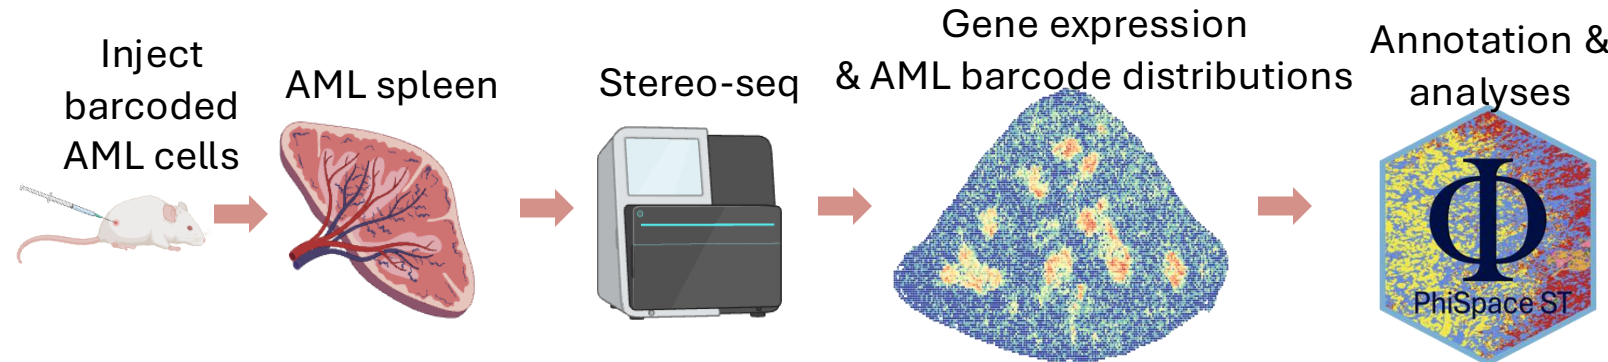 Inject
barcoded
AML cells
AML spleen
Stereo-seq
Gene expression
& AML barcode distributions
Annotation &
analyses
Φ
PhiSpace ST